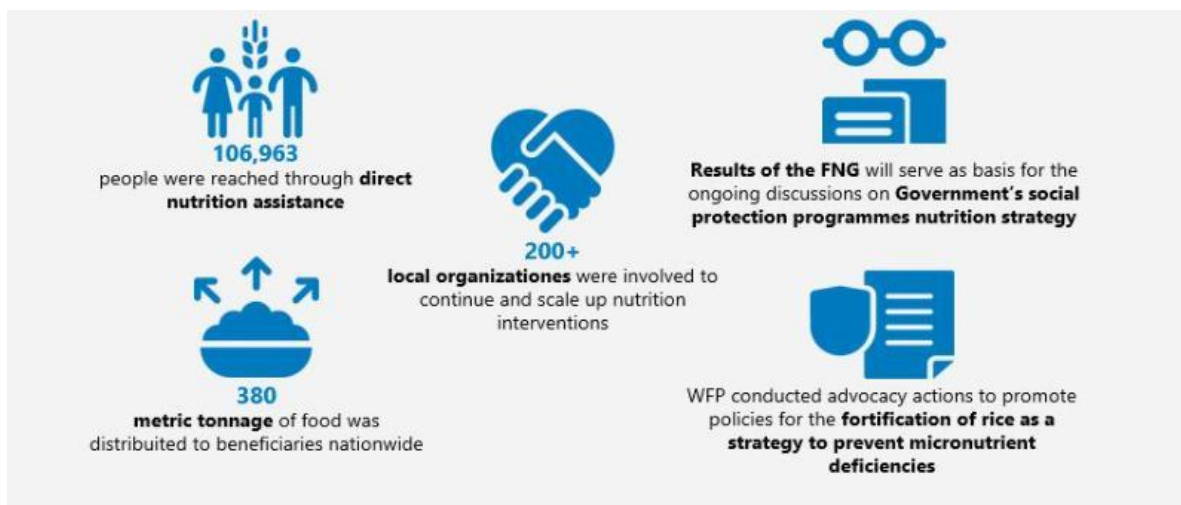 106,963
people were reached through direct
nutrition assistance
200+
local organizationes were involved to
continue and scale up nutrition
interventions
380
metric tonnage of food was
distribuited to beneficiaries nationwide
Results of the FNG will serve as basis for the
ongoing discussions on Government's social
protection programmes nutrition strategy
WFP conducted advocacy actions to promote
policies for the fortification of rice as a
strategy to prevent micronutrient
deficiencies